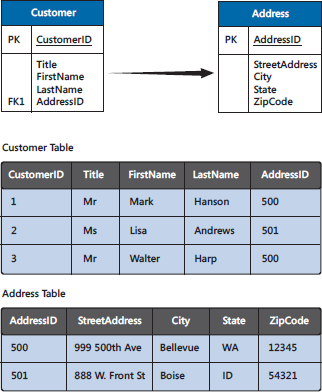 Customer Address
PK CustomerID PK AddressID
Title StreetAddress
FirstName City
LastName State
FK1 AddressID ZipCode
Customer Table
CustomerID Title FirstName LastName AddressID
1 Mr Mark Hanson 500
2 Ms Lisa Andrews 501
3 Mr Walter Harp 500
Address Table
AddressID StreetAddress City State ZipCode
500 999 500th Ave Bellevue WA 12345
501 888 W. Front St Boise ID 54321